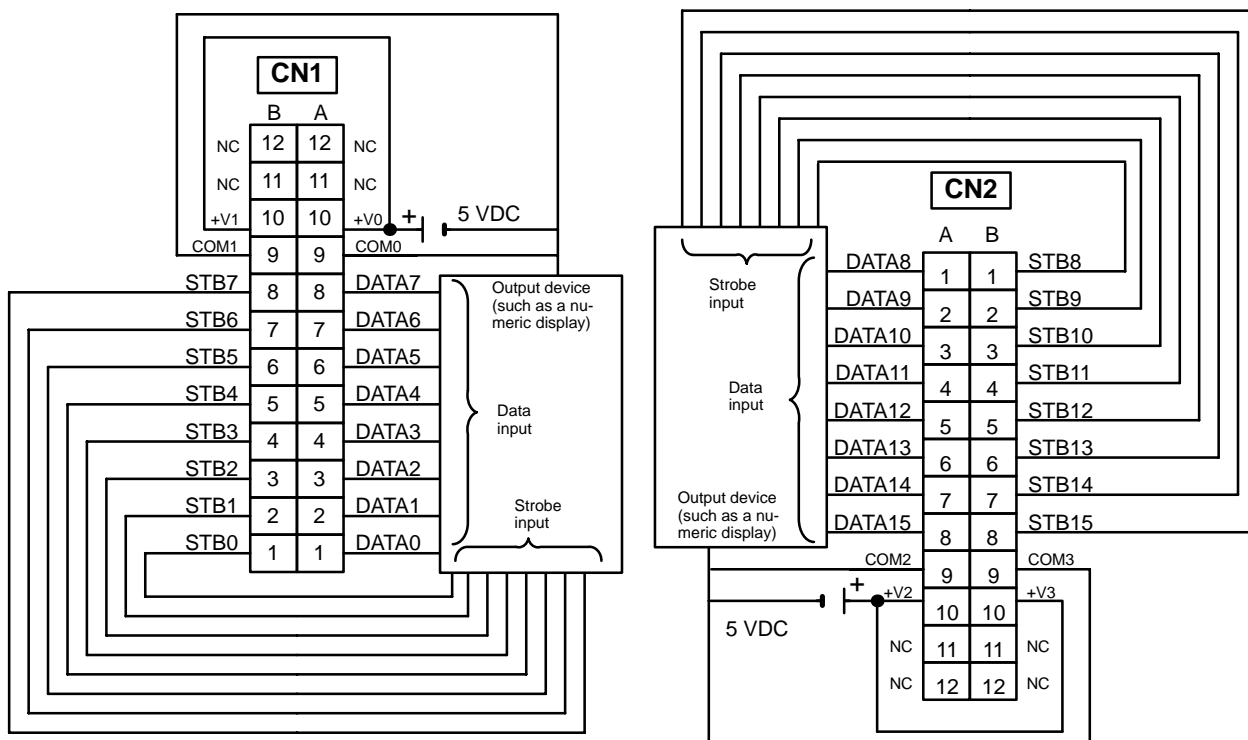 CN1
B A
NC 12 12 NC
NC 11 11 NC
+V1 10 10 +V0 + 5 VDC
COM1 9 9 COM0
STB7 8 8 DATA7
STB6 7 7 DATA6
STB5 6 6 DATA5
STB4 5 5 DATA4
STB3 4 4 DATA3
STB2 3 3 DATA2
STB1 2 2 DATA1
STB0 1 1 DATA0
Output device
(such as a nu-
meric display)
Data
input
Strobe
input
CN2
A B
DATA8 1 1 STB8
DATA9 2 2 STB9
DATA10 3 3 STB10
DATA11 4 4 STB11
DATA12 5 5 STB12
DATA13 6 6 STB13
DATA14 7 7 STB14
DATA15 8 8 STB15
COM2 9 9 COM3
+ +V2 10 10 +V3
NC 11 11 NC
NC 12 12 NC
Strobe
input
Data
input
Output device
(such as a nu-
meric display)
5 VDC